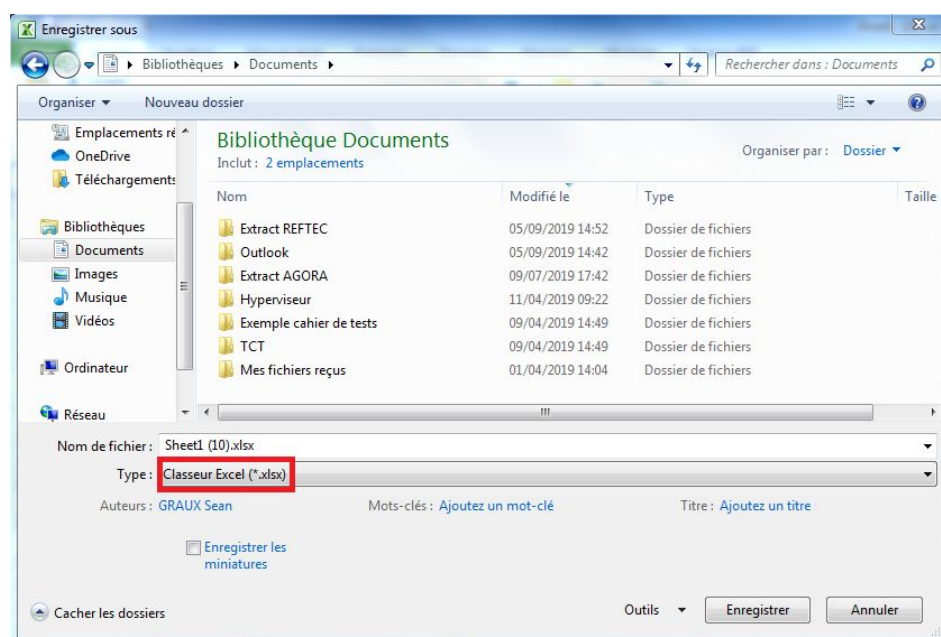 Enregistrer sous
Bibliothèques Documents
Rechercher dans : Documents
Organiser Nouveau dossier
Emplacements ré
OneDrive
Téléchargements
Bibliothèques
Documents
Images
Musique
Vidéos
Ordinateur
Réseau
Bibliothèque Documents
Inclut : 2 emplacements
Organiser par : Dossier
Nom Modifié le Type Taille
Extract REFTEC 05/09/2019 14:52 Dossier de fichiers
Outlook 05/09/2019 14:42 Dossier de fichiers
Extract AGORA 09/07/2019 17:42 Dossier de fichiers
Hyperviseur 11/04/2019 09:22 Dossier de fichiers
Exemple cahier de tests 09/04/2019 14:49 Dossier de fichiers
TCT 09/04/2019 14:49 Dossier de fichiers
Mes fichiers reçus 01/04/2019 14:04 Dossier de fichiers
Nom de fichier : Sheet1 (10).xlsx
Type : Classeur Excel (*.xlsx)
Auteurs : GRAUX Sean Mots-clés : Ajoutez un mot-clé Titre : Ajoutez un titre
Enregistrer les
miniatures
Cacher les dossiers Outils Enregistrer Annuler